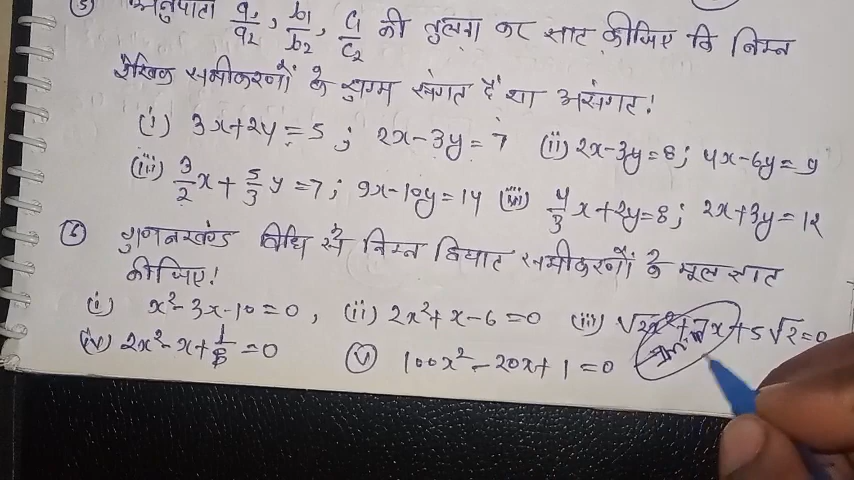 (5) अनुपातों a₁/a₂, b₁/b₂, c₁/c₂ की तुलना कर ज्ञात कीजिए कि निम्न
रैखिक समीकरणों के युग्म संगत हैं या असंगत!
(i) 3x+2y=5 ; 2x-3y=7 (ii) 2x-3y=8; 4x-6y=9
(iii) 3/2x + 5/3y=7; 9x-10y=14 (iv) 4/3x+2y=8; 2x+3y=12
(6) गुणनखण्ड विधि से निम्न द्विघात समीकरणों के मूल ज्ञात
कीजिए!
(i) x²-3x-10=0, (ii) 2x²+x-6=0 (iii) √2x²+7x+5√2=0
(iv) 2x²-x+1/8=0 (v) 100x²-20x+1=0